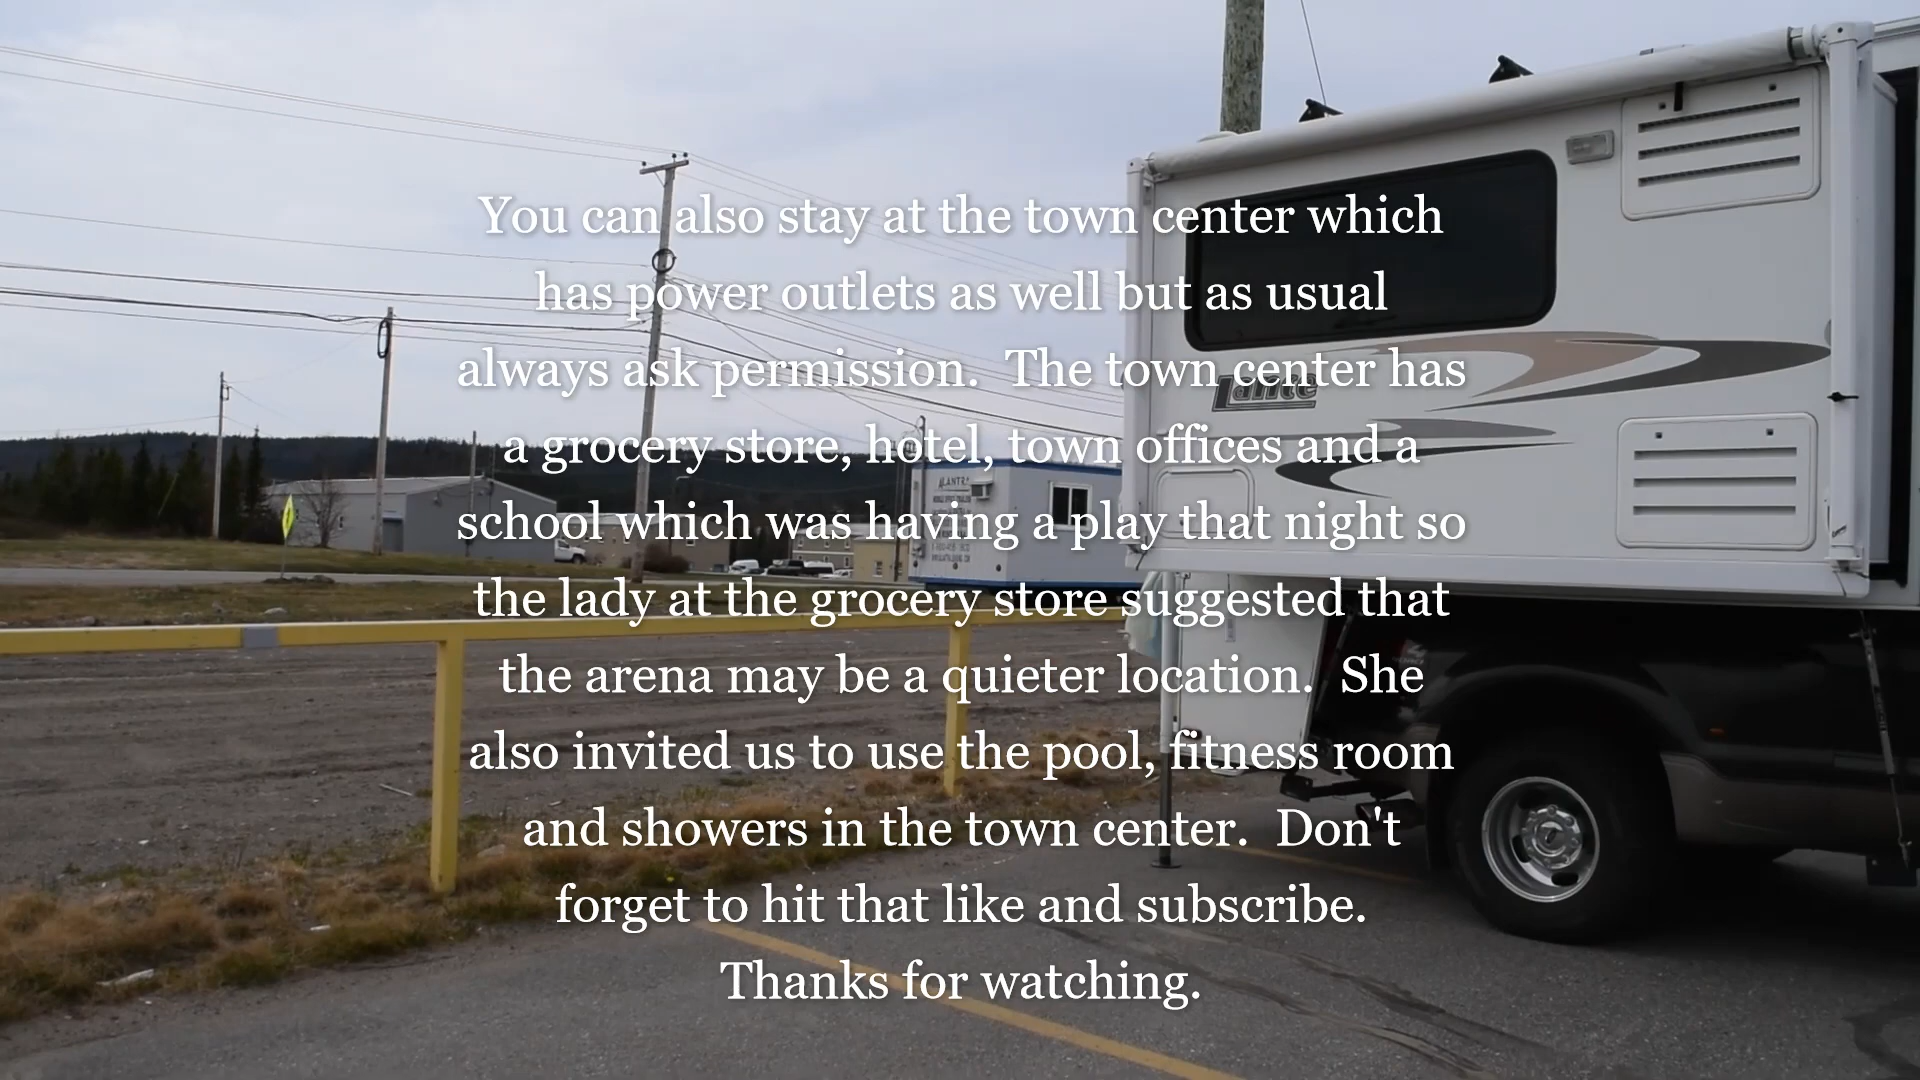 You can also stay at the town center which
has power outlets as well but as usual
always ask permission.  The town center has
a grocery store, hotel, town offices and a
school which was having a play that night so
the lady at the grocery store suggested that
the arena may be a quieter location.  She
also invited us to use the pool, fitness room
and showers in the town center.  Don't
forget to hit that like and subscribe.
Thanks for watching.
Lance